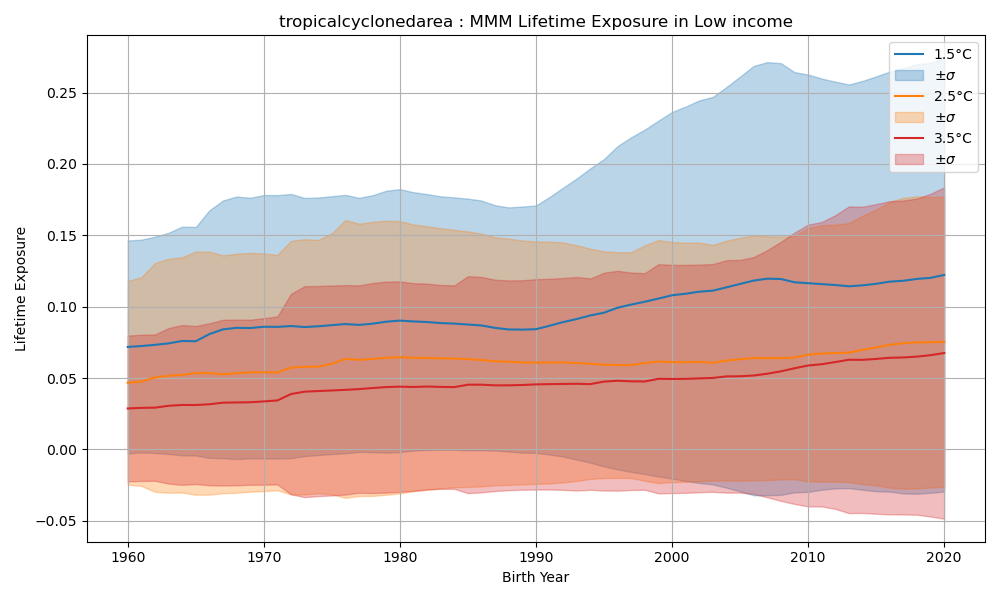 tropicalcyclonedarea : MMM Lifetime Exposure in Low income
1.5°C
±σ
2.5°C
±σ
3.5°C
±σ
0.25
0.20
0.15
0.10
0.05
0.00
−0.05
Lifetime Exposure
1960 1970 1980 1990 2000 2010 2020
Birth Year